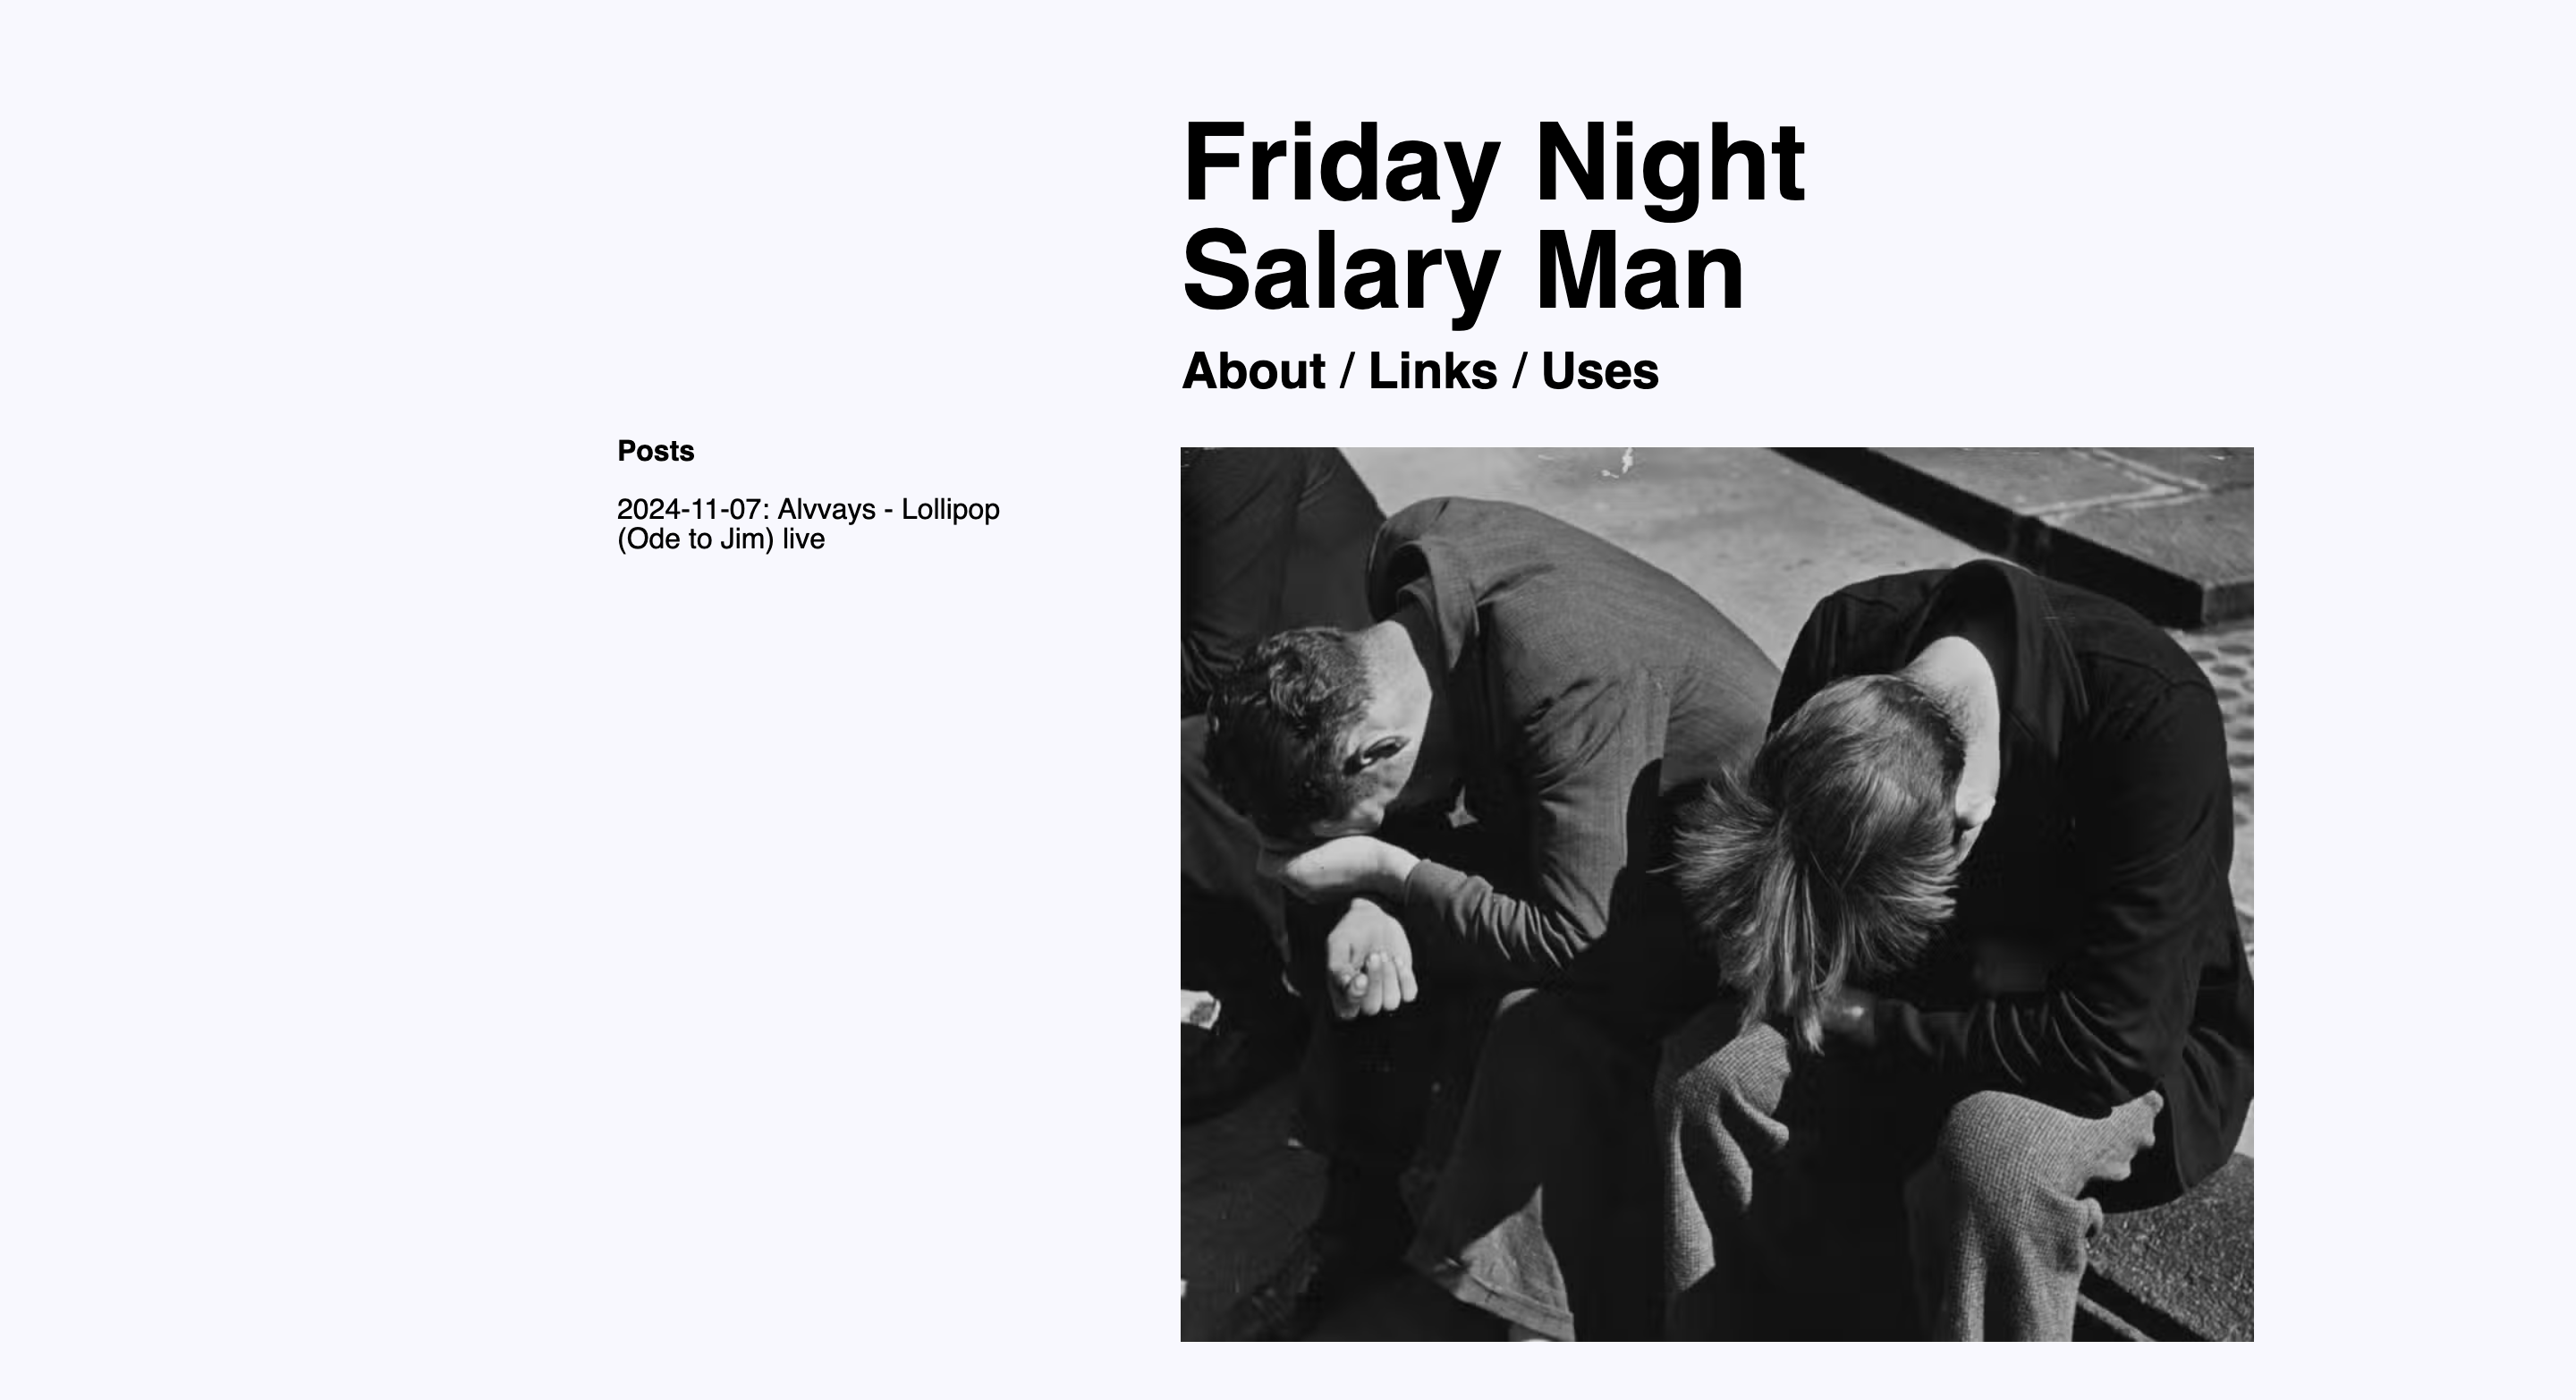 Friday Night
Salary Man
About / Links / Uses
Posts
2024-11-07: Alvvays - Lollipop
(Ode to Jim) live